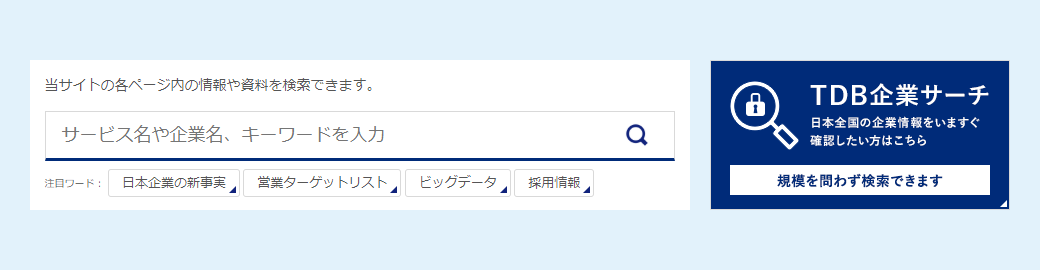 当サイトの各ページ内の情報や資料を検索できます。
サービス名や企業名、キーワードを入力
注目ワード： 日本企業の新事実 営業ターゲットリスト ビッグデータ 採用情報
TDB企業サーチ
日本全国の企業情報をいますぐ
確認したい方はこちら
規模を問わず検索できます